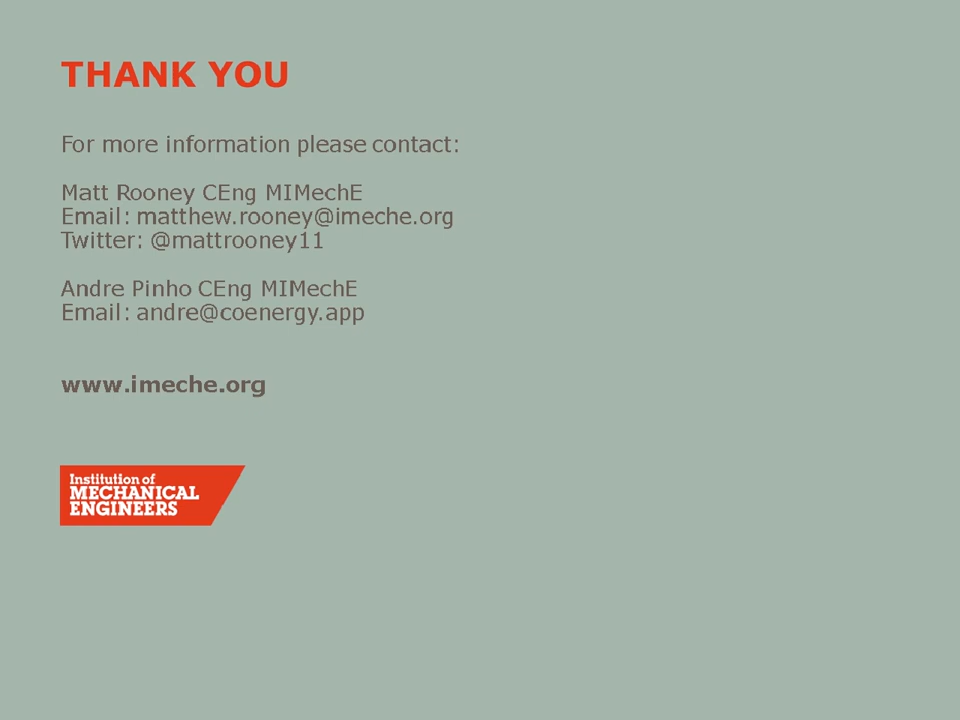 THANK YOU
For more information please contact:
Matt Rooney CEng MIMechE
Email: matthew.rooney@imeche.org
Twitter: @mattrooney11
Andre Pinho CEng MIMechE
Email: andre@coenergy.app
www.imeche.org
Institution of
MECHANICAL
ENGINEERS